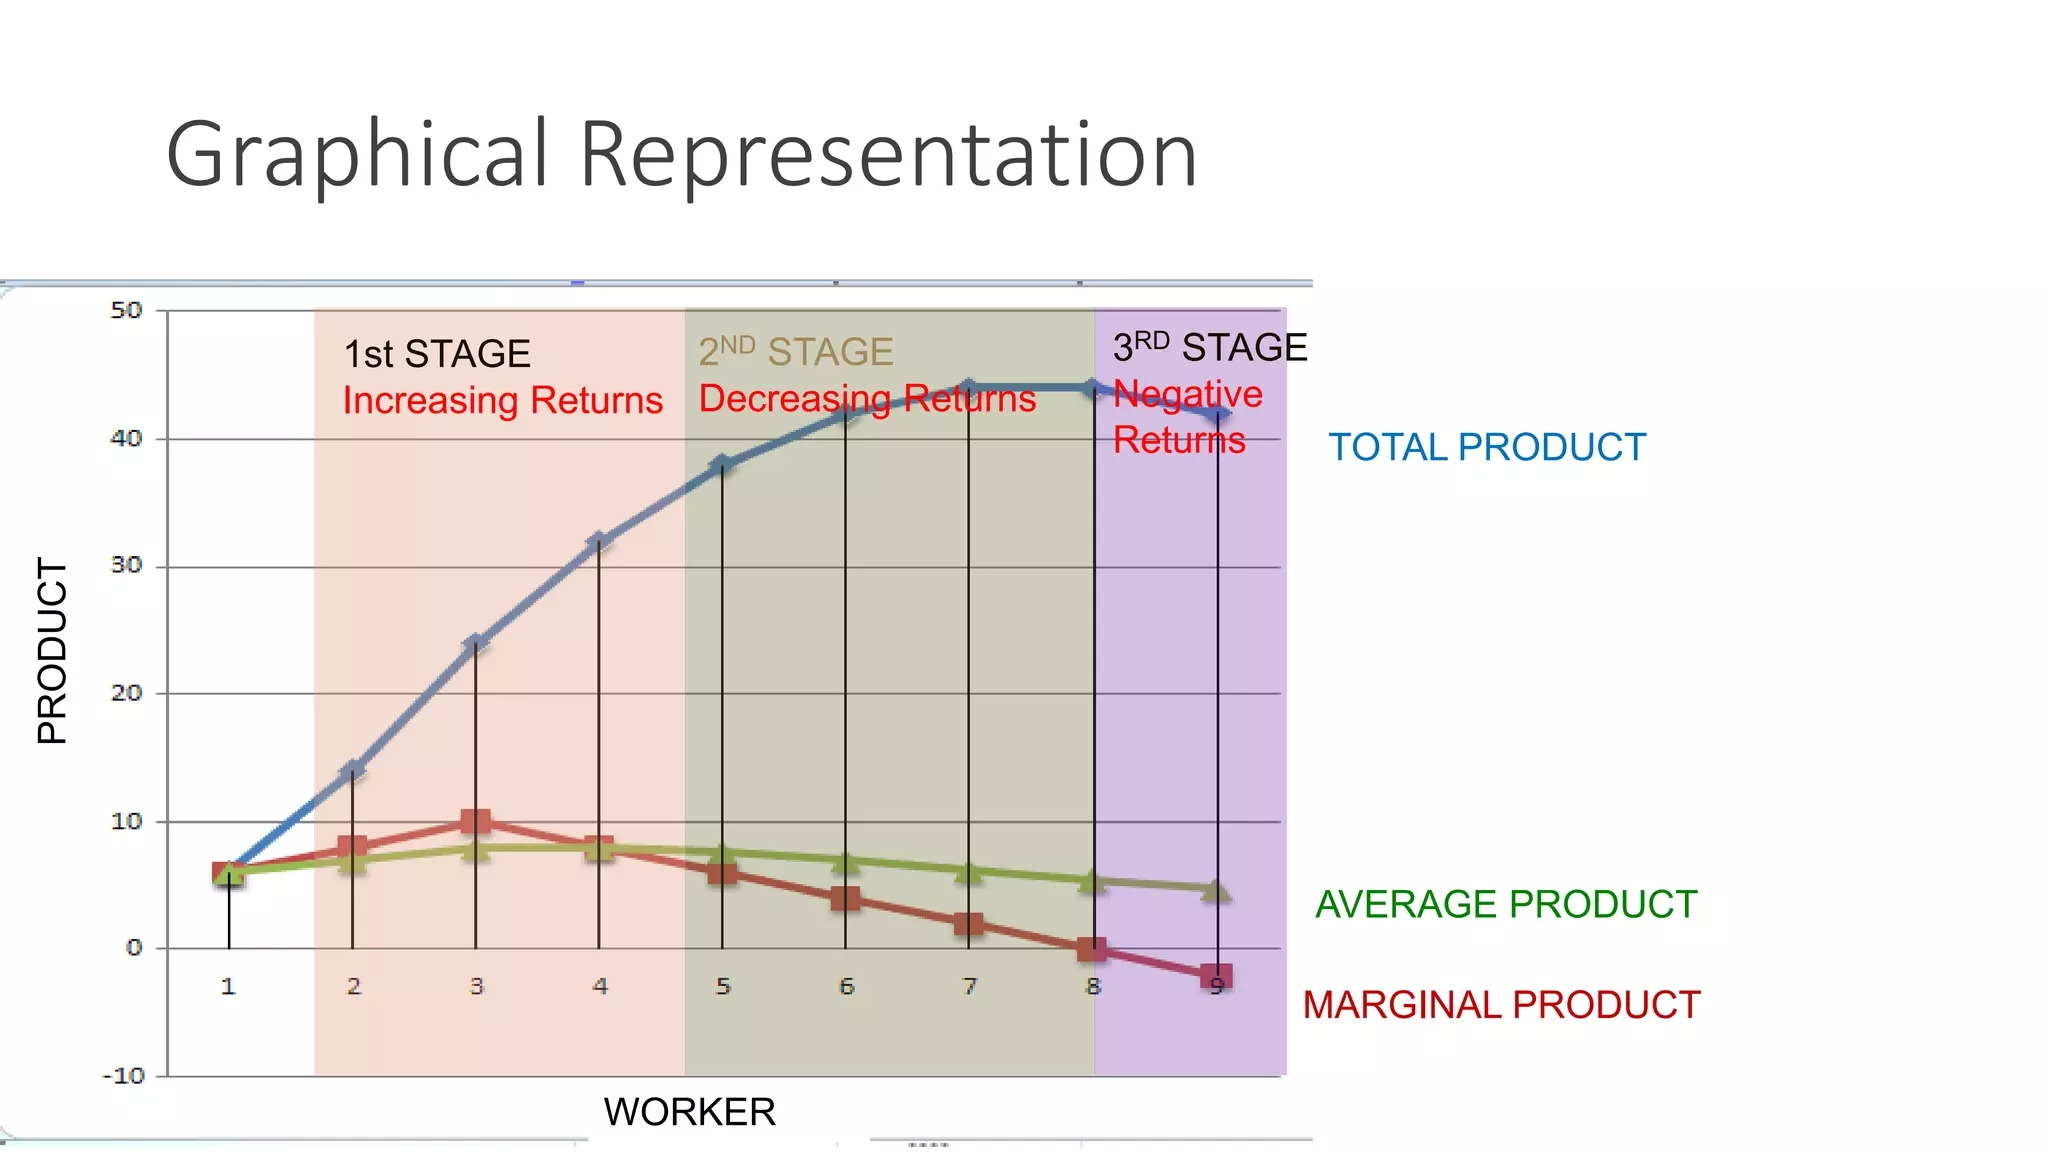 Graphical Representation
50
40
30
20
10
0
-10
1st STAGE
Increasing Returns
2ND STAGE
Decreasing Returns
3RD STAGE
Negative
Returns
TOTAL PRODUCT
AVERAGE PRODUCT
MARGINAL PRODUCT
PRODUCT
1 2 3 4 5 6 7 8 9
WORKER